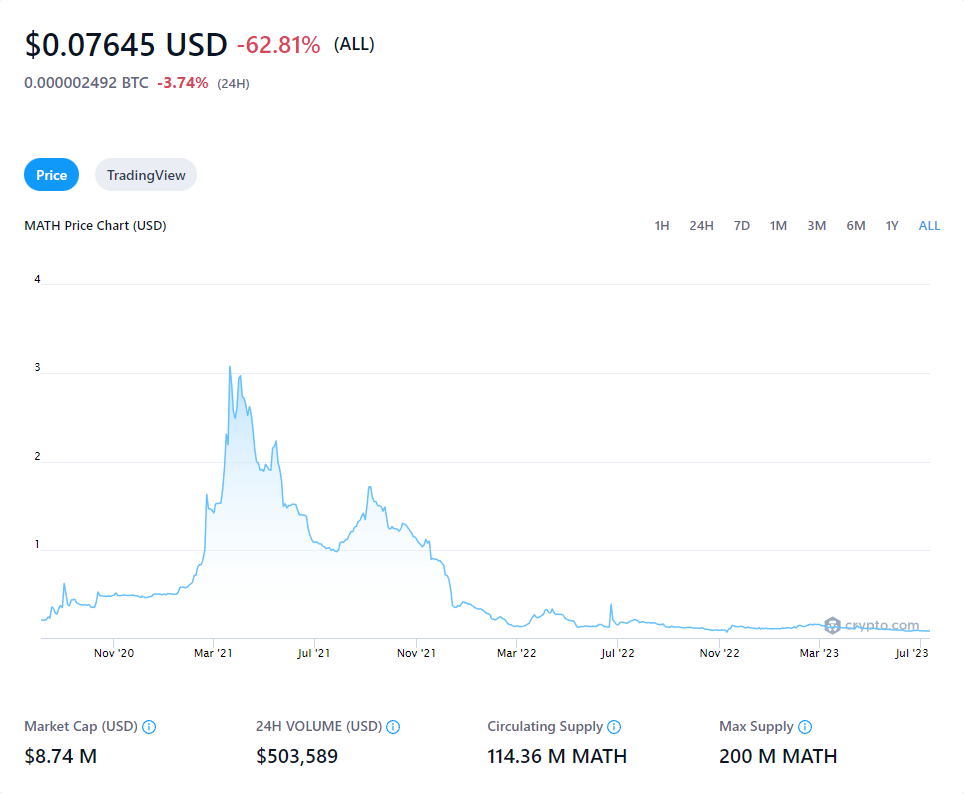 $0.07645 USD -62.81% (ALL)
0.000002492 BTC -3.74% (24H)
Price TradingView
MATH Price Chart (USD) 1H 24H 7D 1M 3M 6M 1Y ALL
4
3
2
1
crypto.com
Nov '20 Mar '21 Jul '21 Nov '21 Mar '22 Jul '22 Nov '22 Mar '23 Jul '23
Market Cap (USD) 24H VOLUME (USD) Circulating Supply Max Supply
$8.74 M $503,589 114.36 M MATH 200 M MATH